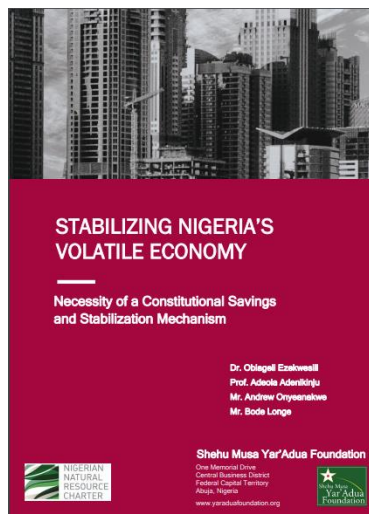 STABILIZING NIGERIA'S
VOLATILE ECONOMY
Necessity of a Constitutional Savings
and Stabilization Mechanism
Dr. Obiageli Ezekwesili
Prof. Adeola Adenikinju
Mr. Andrew Onyeanakwe
Mr. Bode Longe
Shehu Musa Yar'Adua Foundation
One Memorial Drive
Central Business District
Federal Capital Territory
Abuja, Nigeria
www.yaraduafoundation.org
NIGERIAN
NATURAL
RESOURCE
CHARTER
Shehu Musa
Yar'Adua
Foundation